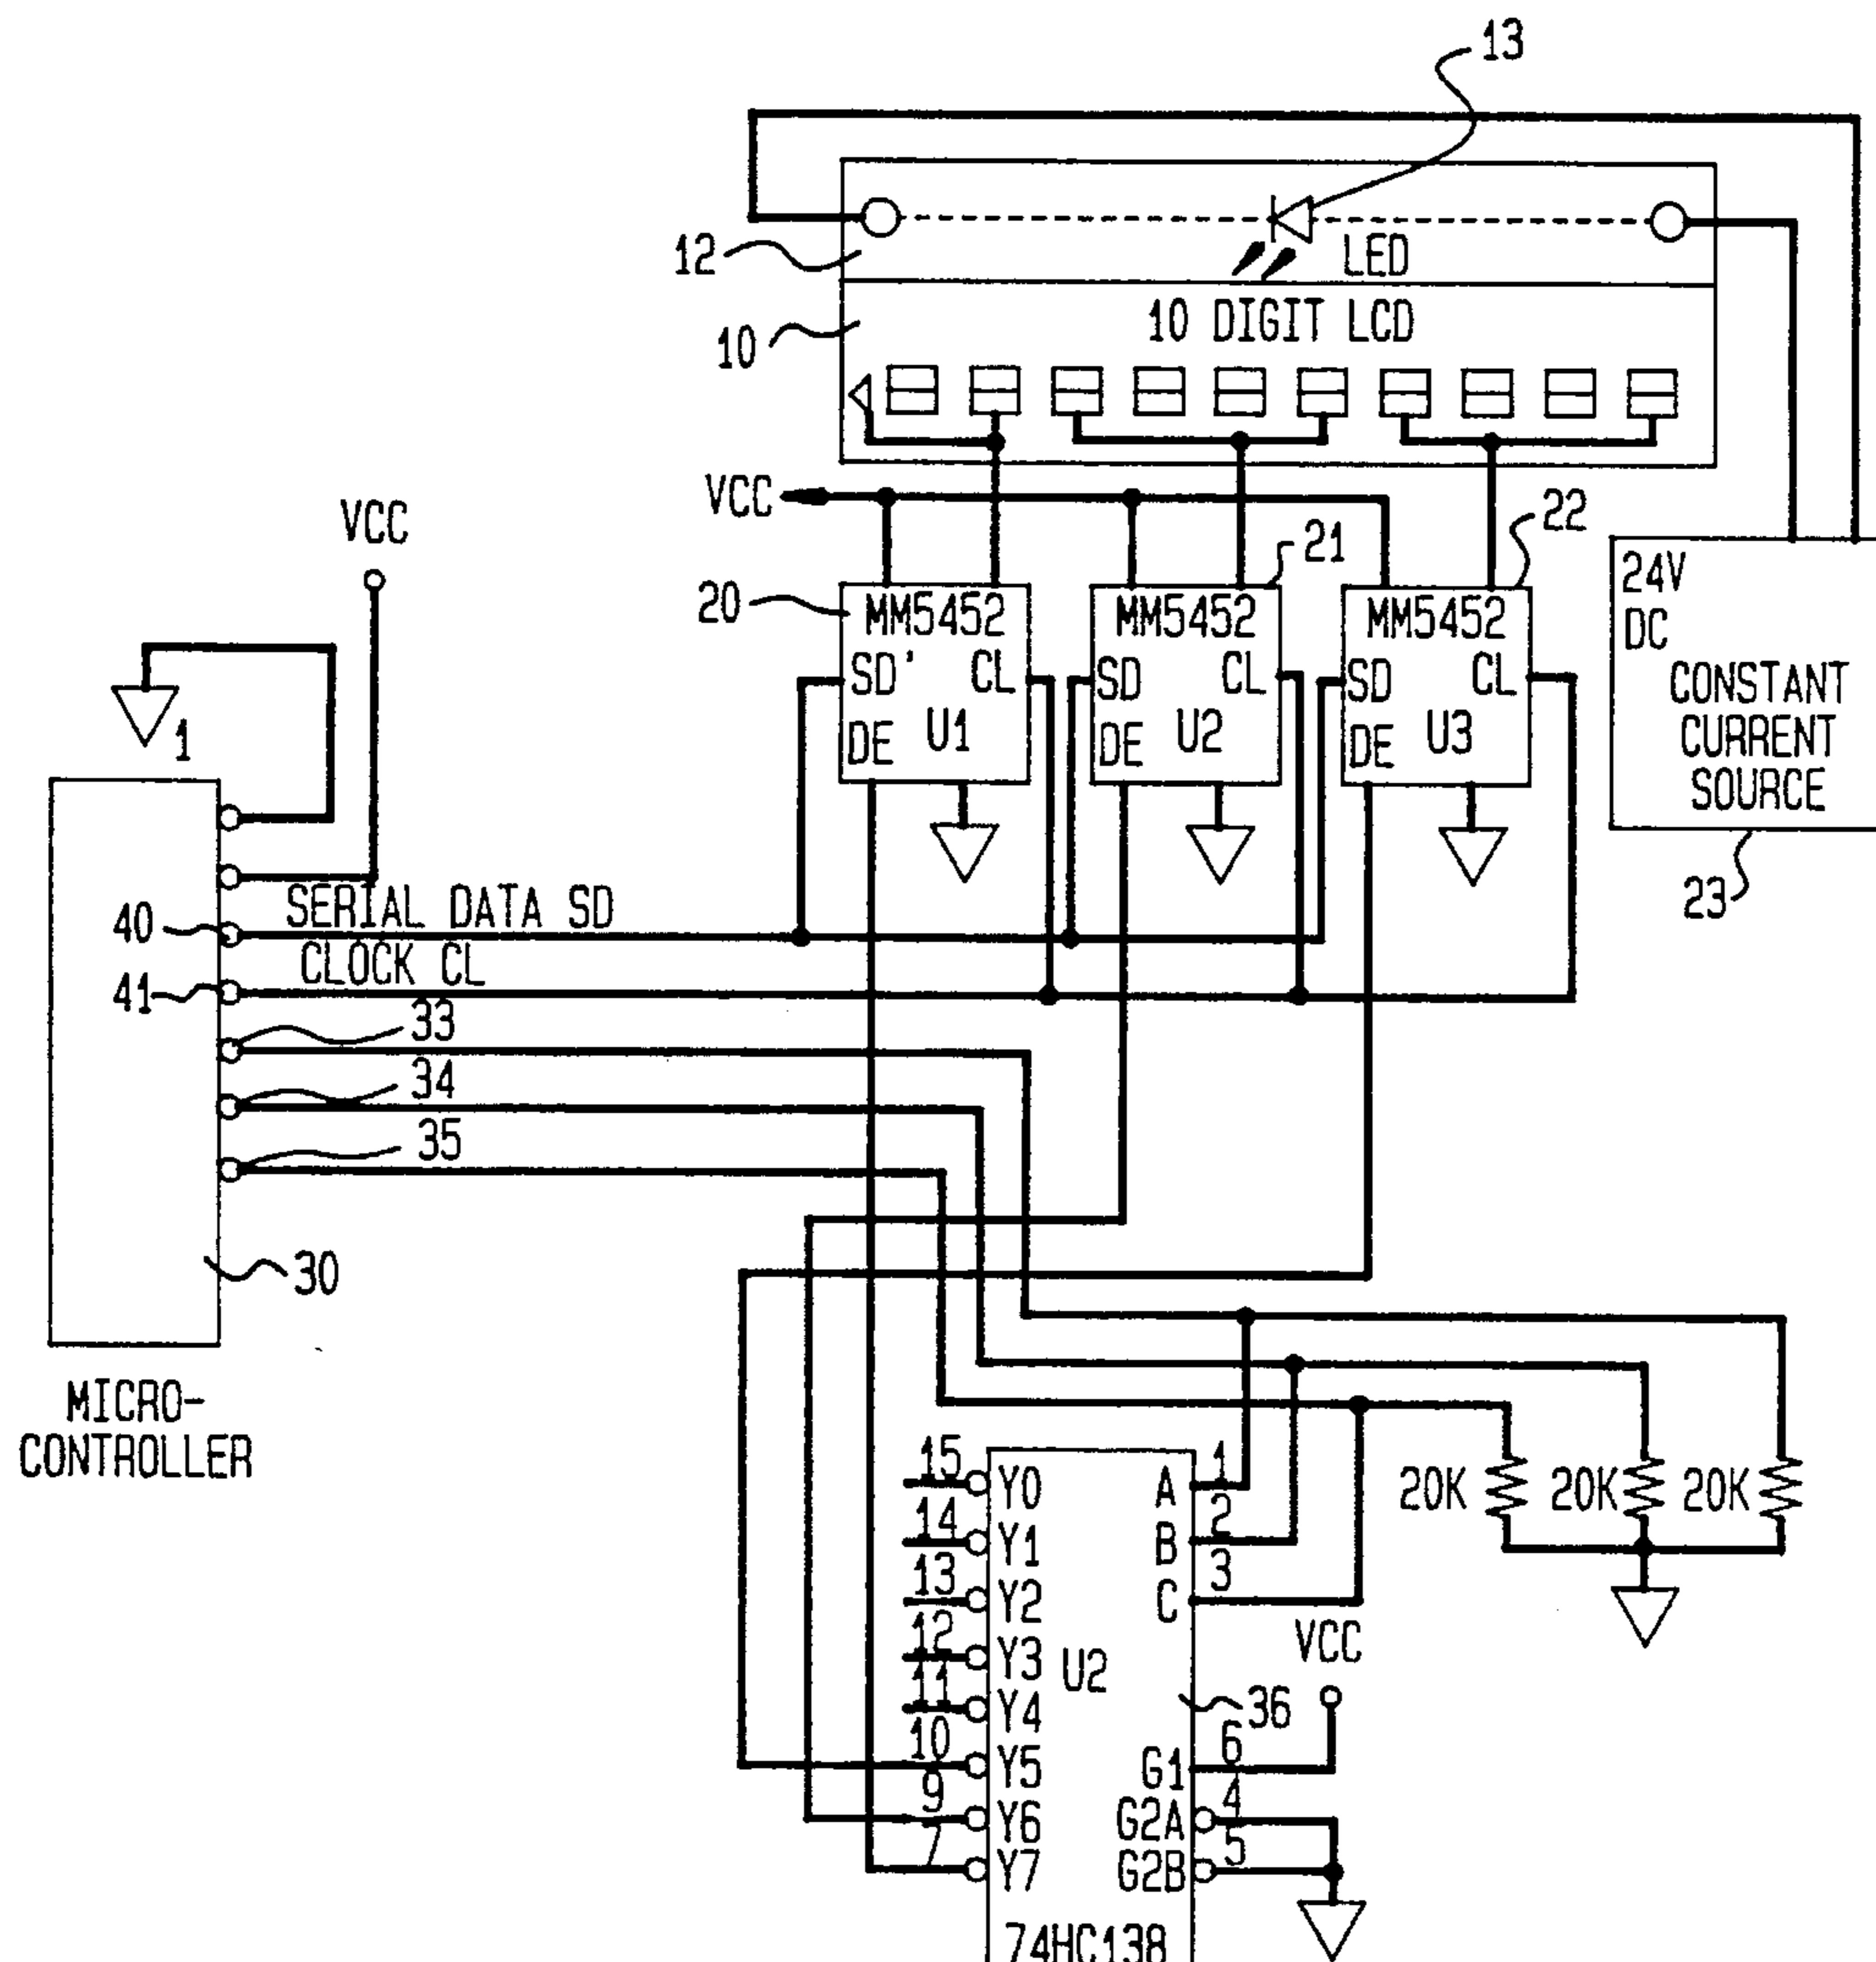 13
12
LED
10
10 DIGIT LCD
VCC
VCC
20
21
22
MM5452
SD' CL
DE U1
MM5452
SD CL
DE U2
MM5452
SD CL
DE U3
24V
DC
CONSTANT
CURRENT
SOURCE
23
1
40
SERIAL DATA SD
41
CLOCK CL
33
34
35
30
MICRO-
CONTROLLER
15 Y0
14 Y1
13 Y2
12 Y3
11 Y4
10 Y5
9 Y6
7 Y7
A 1
B 2
C 3
U2
36
VCC
G1 6
G2A 4
G2B 5
74HC138
20K 20K 20K